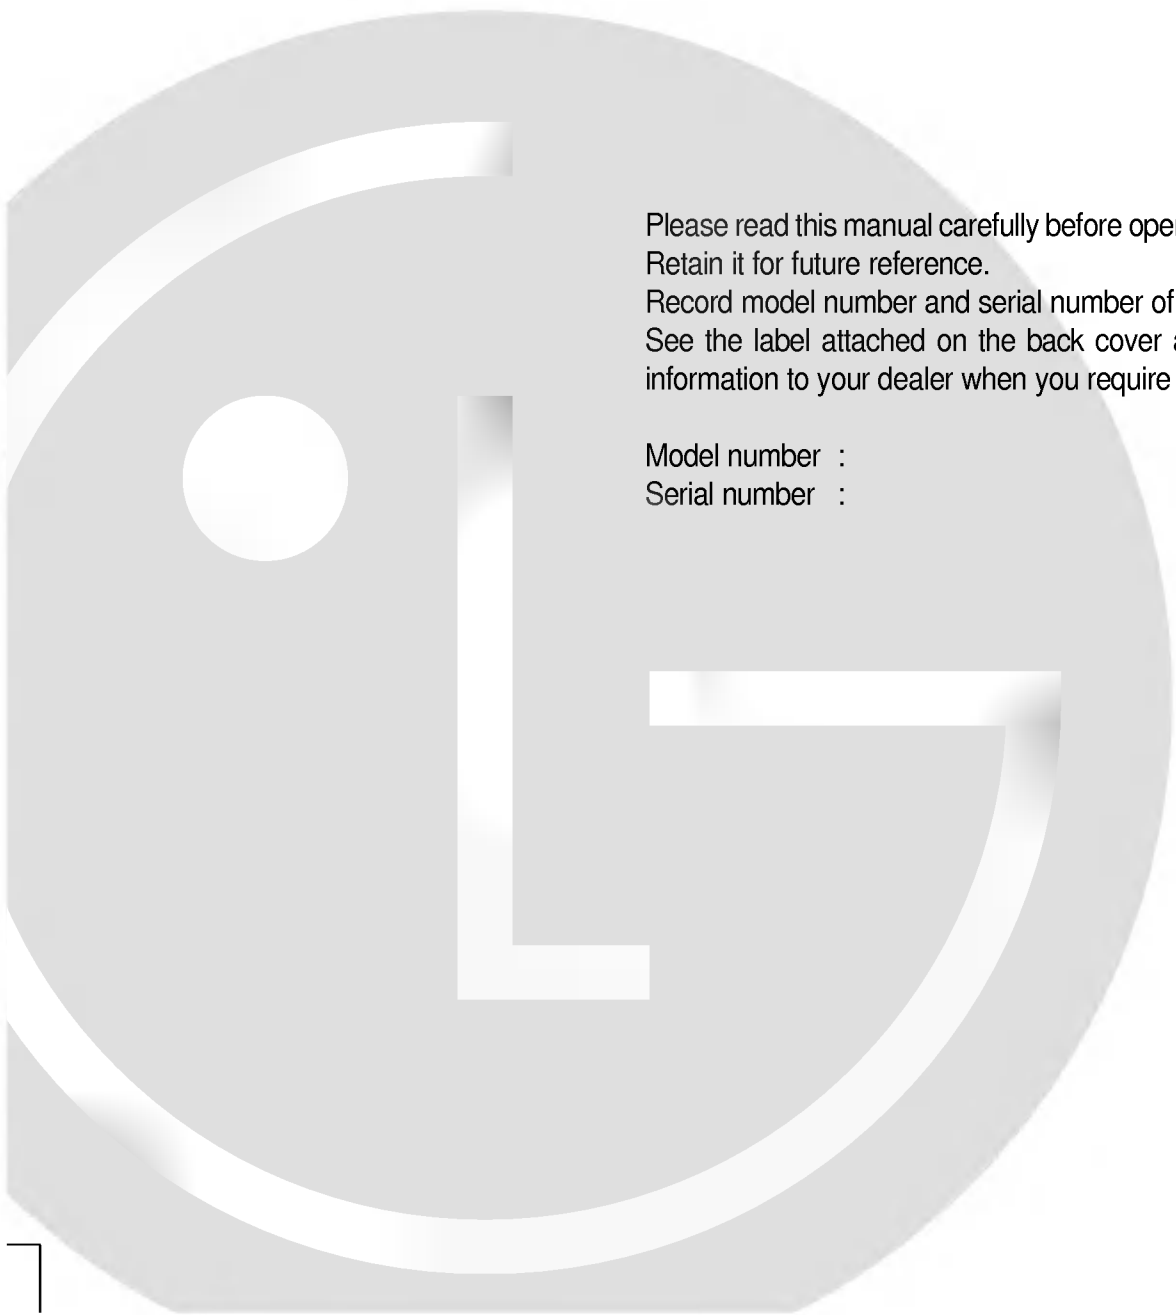 Please read this manual carefully before
Retain it for future reference.
Record model number and serial number of
See the label attached on the back cover
information to your dealer when you require

Model number :
Serial number :
LG